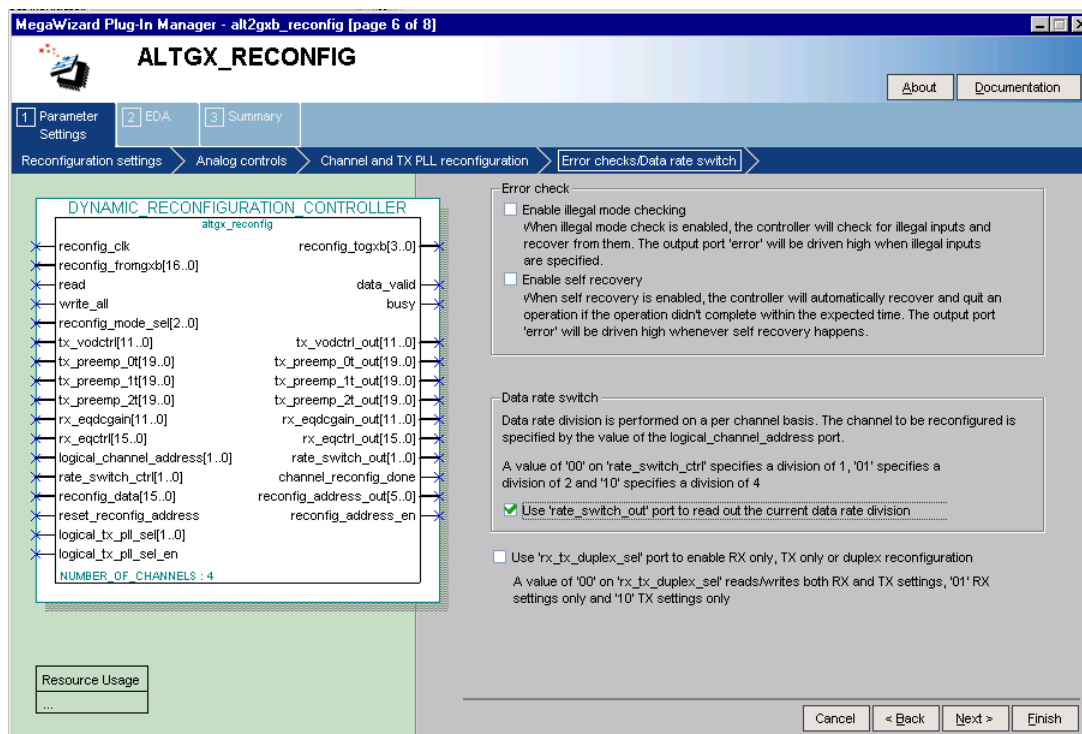 MegaWizard Plug-In Manager - alt2gxb_reconfig [page 6 of 8]
ALTGX_RECONFIG
About
Documentation
1 Parameter Settings
2 EDA
3 Summary
Reconfiguration settings
Analog controls
Channel and TX PLL reconfiguration
Error checks/Data rate switch
DYNAMIC_RECONFIGURATION_CONTROLLER
altgx_reconfig
reconfig_clk
reconfig_togxb[3..0]
reconfig_fromgxb[16..0]
read
data_valid
write_all
busy
reconfig_mode_sel[2..0]
tx_vodctrl[11..0]
tx_vodctrl_out[11..0]
tx_preemp_0t[19..0]
tx_preemp_0t_out[19..0]
tx_preemp_1t[19..0]
tx_preemp_1t_out[19..0]
tx_preemp_2t[19..0]
tx_preemp_2t_out[19..0]
rx_eqdcgain[11..0]
rx_eqdcgain_out[11..0]
rx_eqctrl[15..0]
rx_eqctrl_out[15..0]
logical_channel_address[1..0]
rate_switch_out[1..0]
rate_switch_ctrl[1..0]
channel_reconfig_done
reconfig_data[15..0]
reconfig_address_out[5..0]
reset_reconfig_address
reconfig_address_en
logical_tx_pll_sel[1..0]
logical_tx_pll_sel_en
NUMBER_OF_CHANNELS : 4
Resource Usage
...
Error check
Enable illegal mode checking
When illegal mode check is enabled, the controller will check for illegal inputs and
recover from them. The output port 'error' will be driven high when illegal inputs
are specified.
Enable self recovery
When self recovery is enabled, the controller will automatically recover and quit an
operation if the operation didn't complete within the expected time. The output port
'error' will be driven high whenever self recovery happens.
Data rate switch
Data rate division is performed on a per channel basis. The channel to be reconfigured is
specified by the value of the logical_channel_address port.
A value of '00' on 'rate_switch_ctrl' specifies a division of 1, '01' specifies a
division of 2 and '10' specifies a division of 4
Use 'rate_switch_out' port to read out the current data rate division
Use 'rx_tx_duplex_sel' port to enable RX only, TX only or duplex reconfiguration
A value of '00' on 'rx_tx_duplex_sel' reads/writes both RX and TX settings, '01' RX
settings only and '10' TX settings only
Cancel
< Back
Next >
Finish